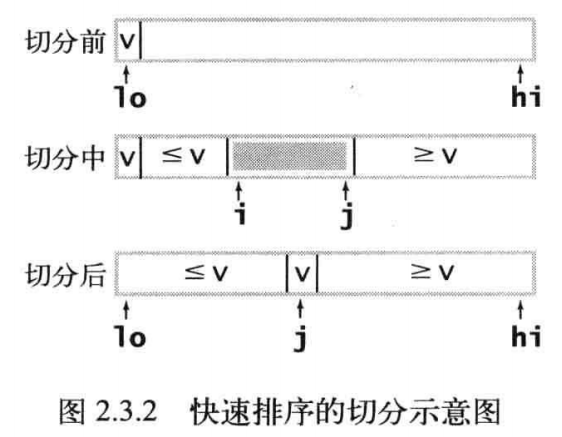 切分前 v
lo hi
切分中 v ≤ v ≥ v
i j
切分后 ≤ v v ≥ v
lo j hi
图 2.3.2 快速排序的切分示意图